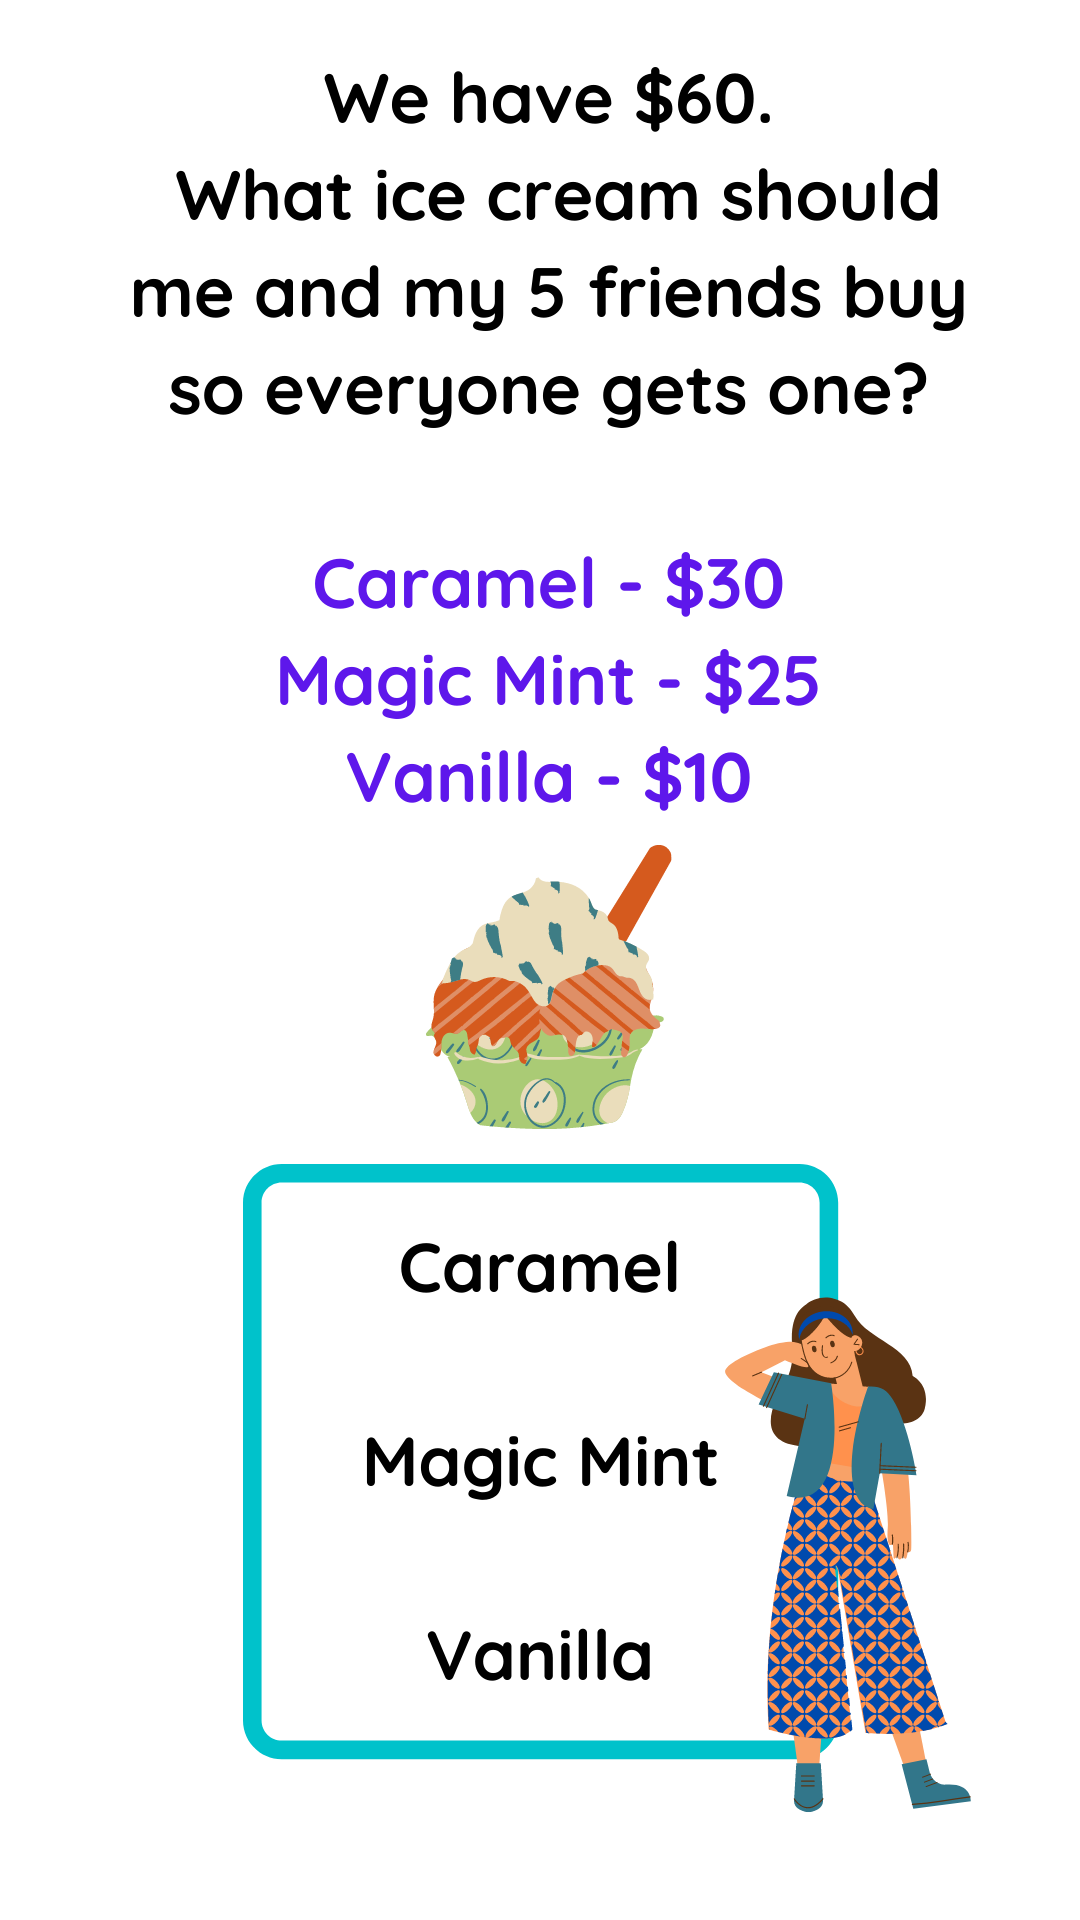 We have $60.
What ice cream should
me and my 5 friends buy
so everyone gets one?
Caramel - $30
Magic Mint - $25
Vanilla - $10
Caramel
Magic Mint
Vanilla